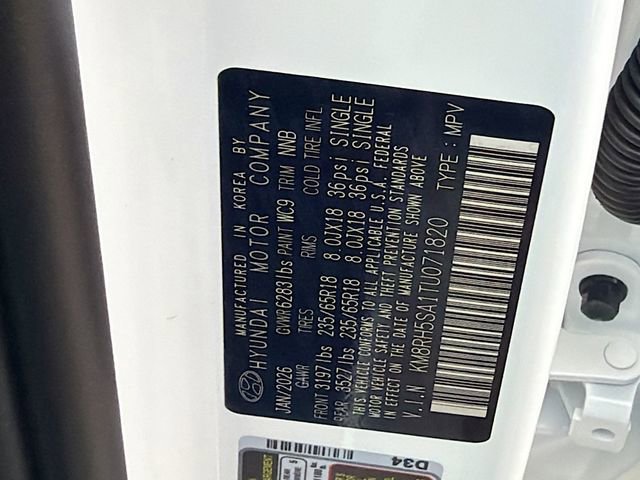 MANUFACTURED IN KOREA BY
HYUNDAI MOTOR COMPANY
JAN/2026 GVWR 6283 lbs PAINT WC9 TRIM NNB
GAWR TIRES RIMS COLD TIRE INFL
FRONT 3197 lbs 235/65R18 8.0JX18 36psi SINGLE
REAR 3527 lbs 235/65R18 8.0JX18 36psi SINGLE
THIS VEHICLE CONFORMS TO ALL APPLICABLE U.S.A. FEDERAL
MOTOR VEHICLE SAFETY AND THEFT PREVENTION STANDARDS
IN EFFECT ON THE DATE OF MANUFACTURE SHOWN ABOVE
V.I.N KM8RH5SA1TU071820 TYPE : MPV
D34